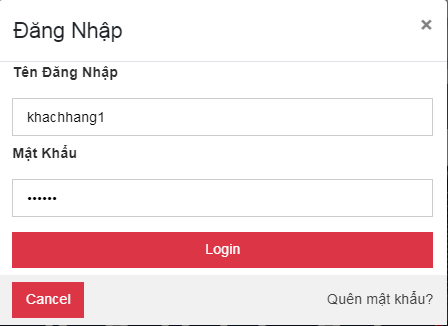 Đăng Nhập
×
Tên Đăng Nhập
khachhang1
Mật Khẩu
••••••
Login
Cancel
Quên mật khẩu?